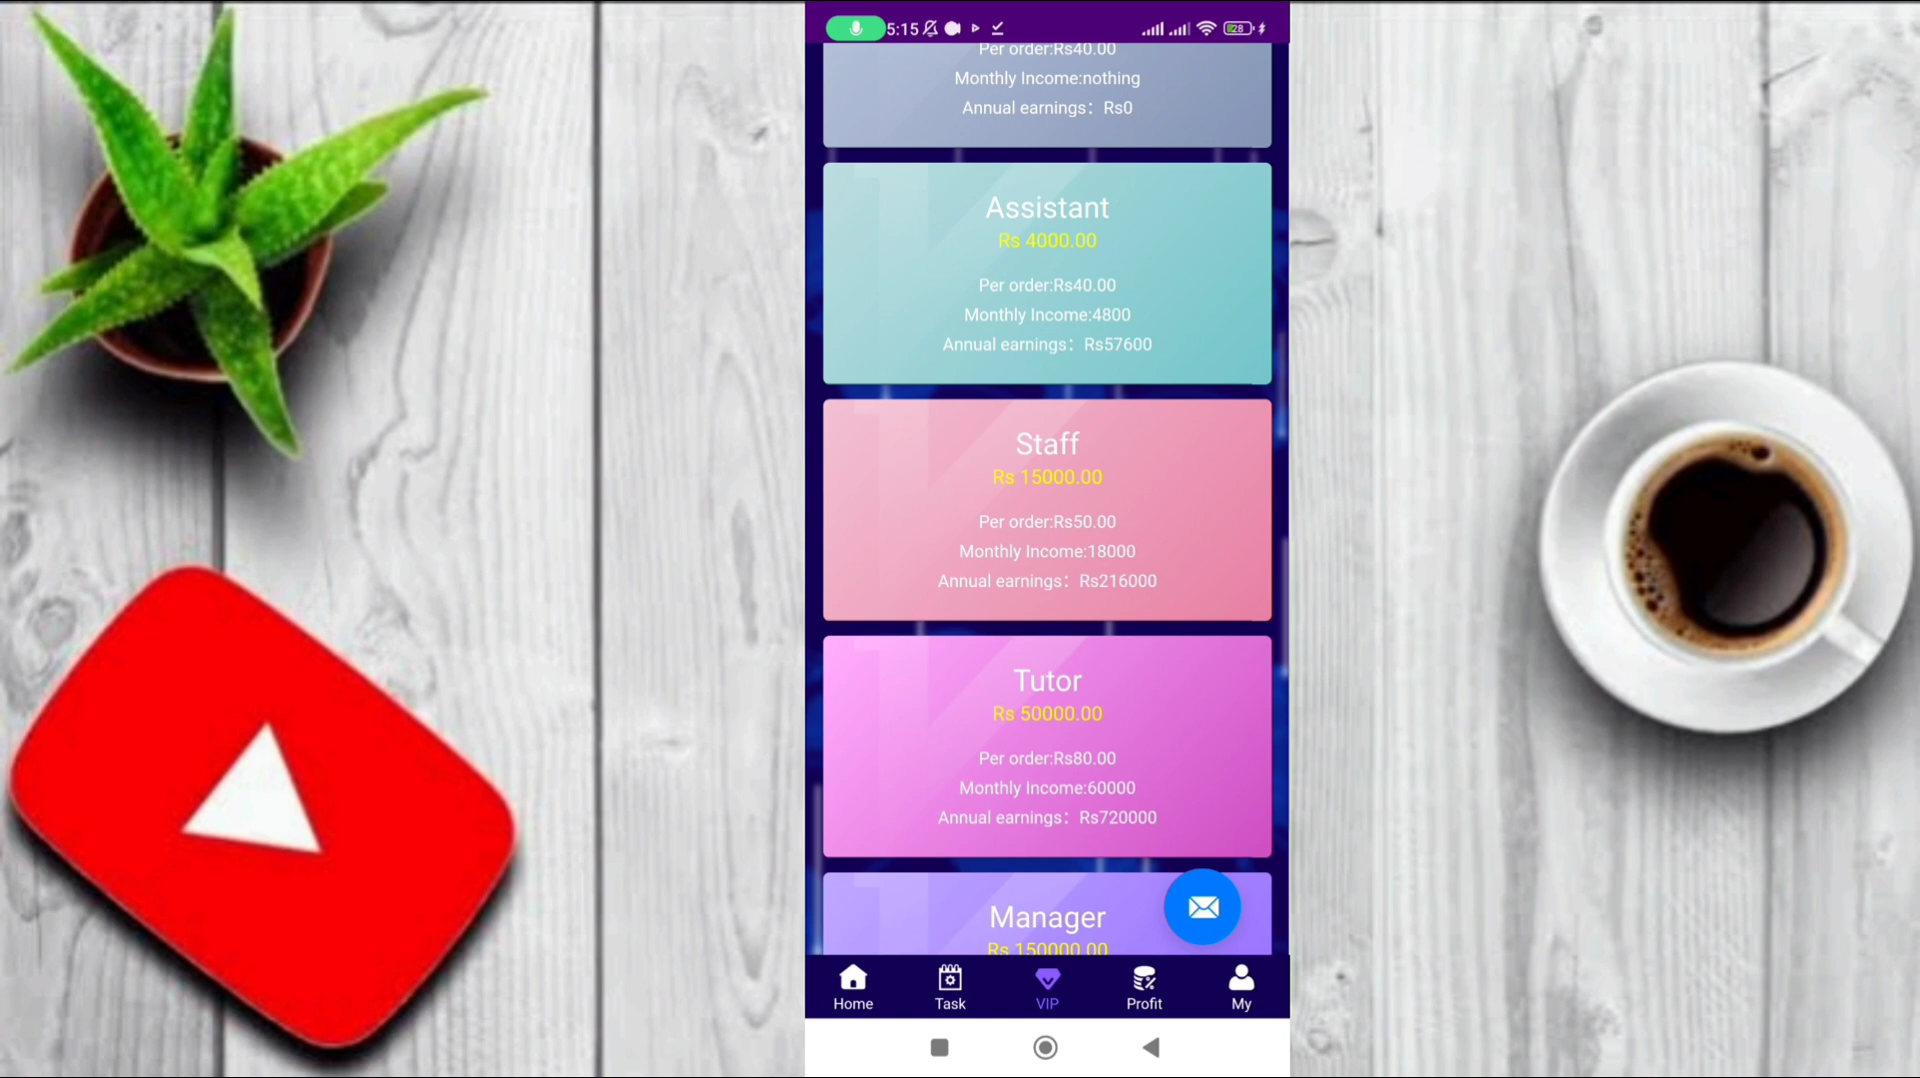 5:15
28
Per order:Rs40.00
Monthly Income:nothing
Annual earnings：Rs0
Assistant
Rs 4000.00
Per order:Rs40.00
Monthly Income:4800
Annual earnings：Rs57600
Staff
Rs 15000.00
Per order:Rs50.00
Monthly Income:18000
Annual earnings：Rs216000
Tutor
Rs 50000.00
Per order:Rs80.00
Monthly Income:60000
Annual earnings：Rs720000
Manager
Rs 150000.00
Home Task VIP Profit My